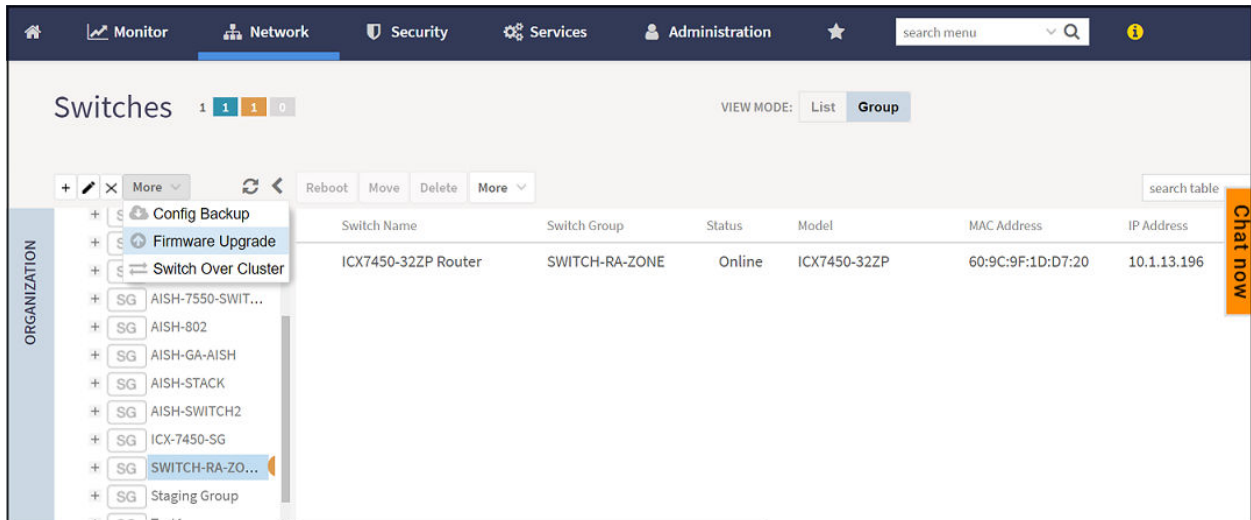 Monitor Network Security Services Administration search menu
Switches 1 1 1 0 VIEW MODE: List Group
More Reboot Move Delete More search table
Config Backup
Firmware Upgrade
Switch Over Cluster
Switch Name Switch Group Status Model MAC Address IP Address
ICX7450-32ZP Router SWITCH-RA-ZONE Online ICX7450-32ZP 60:9C:9F:1D:D7:20 10.1.13.196
ORGANIZATION
SG AISH-7550-SWIT...
SG AISH-802
SG AISH-GA-AISH
SG AISH-STACK
SG AISH-SWITCH2
SG ICX-7450-SG
SG SWITCH-RA-ZO...
SG Staging Group
Chat now